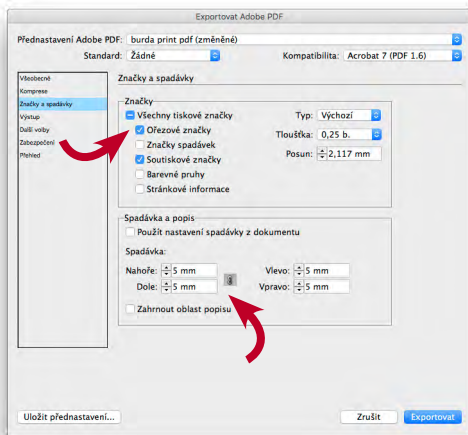 Exportovat Adobe PDF
Přednastavení Adobe PDF: burda print pdf (změněné)
Standard: Žádné Kompatibilita: Acrobat 7 (PDF 1.6)
Všeobecné
Komprese
Značky a spadávky
Výstup
Další volby
Zabezpečení
Přehled
Značky a spadávky
Značky
Všechny tiskové značky Typ: Výchozí
Ořezové značky Tloušťka: 0,25 b.
Značky spadávek Posun: 2,117 mm
Soutiskové značky
Barevné pruhy
Stránkové informace
Spadávka a popis
Použít nastavení spadávky z dokumentu
Spadávka:
Nahoře: 5 mm Vlevo: 5 mm
Dole: 5 mm Vpravo: 5 mm
Zahrnout oblast popisu
Uložit přednastavení... Zrušit Exportovat